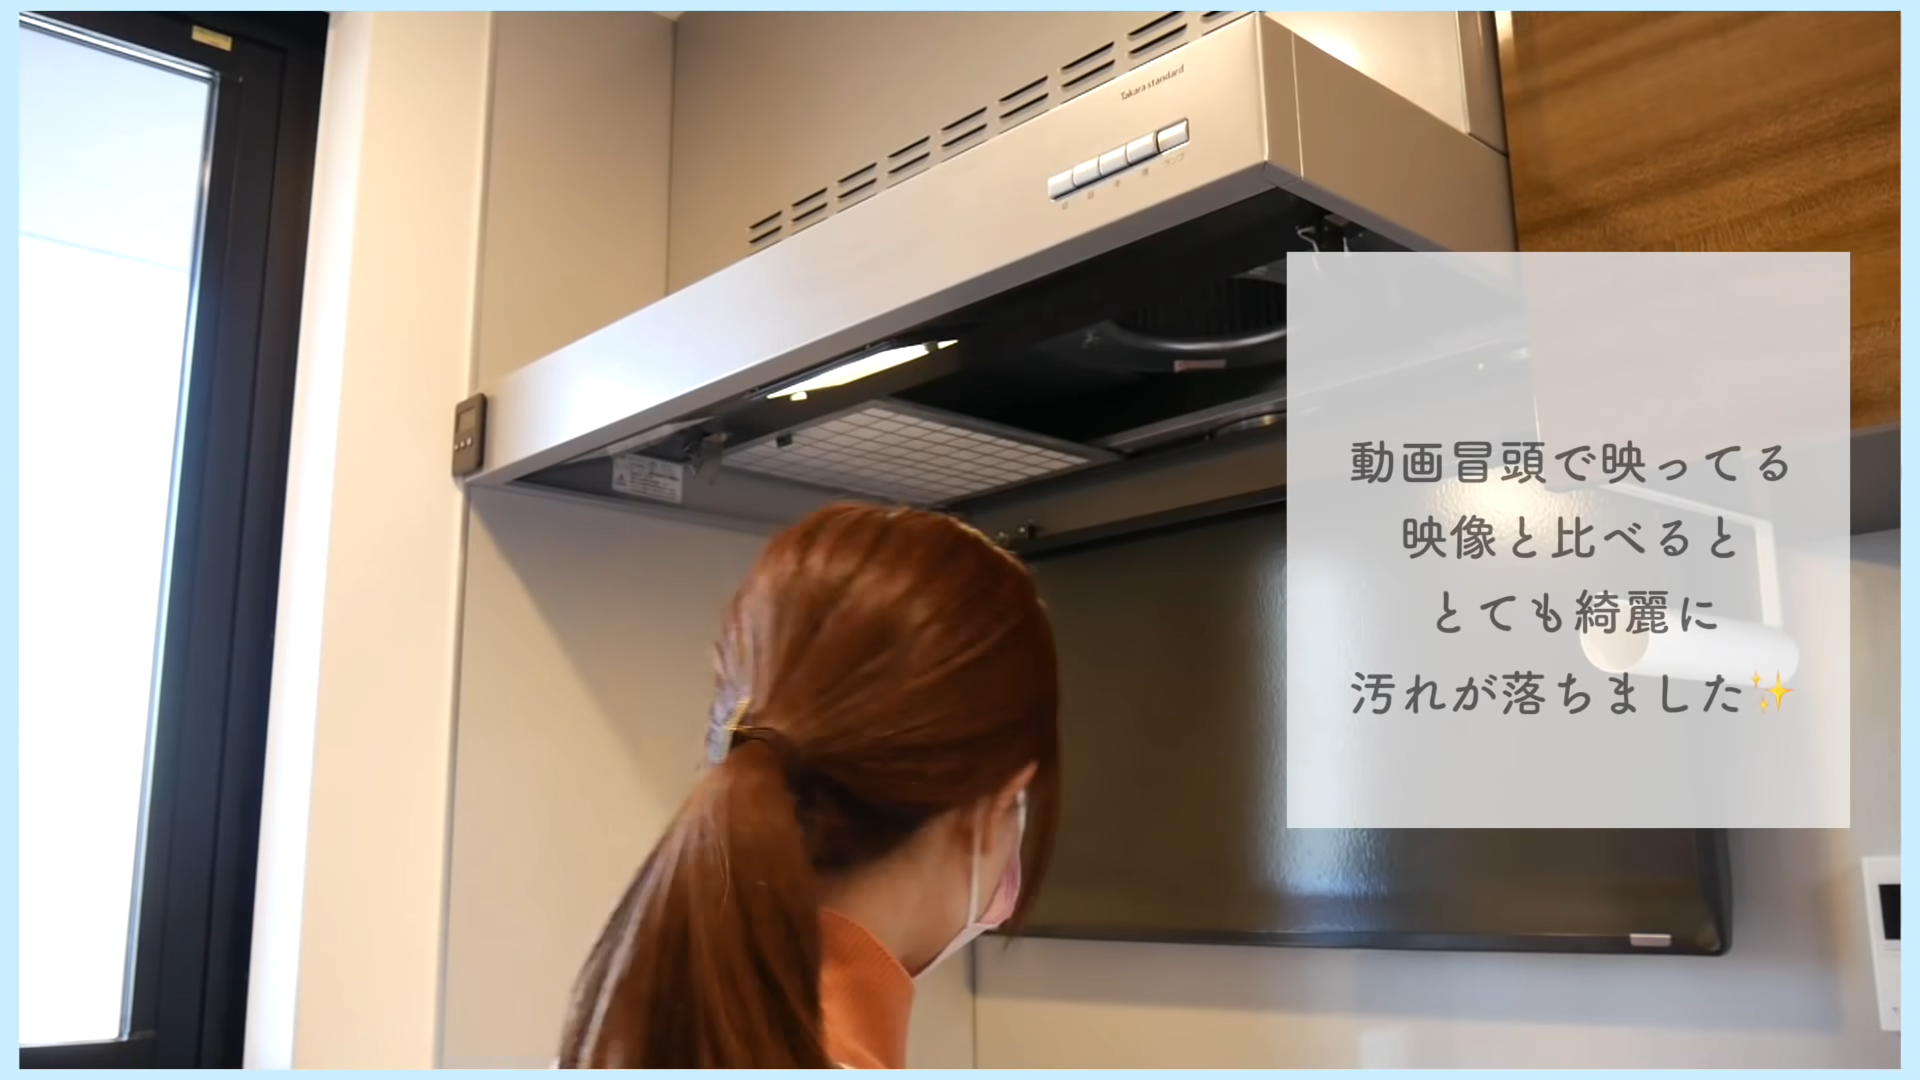 Takara standard
動画冒頭で映ってる
映像と比べると
とても綺麗に
汚れが落ちました✨